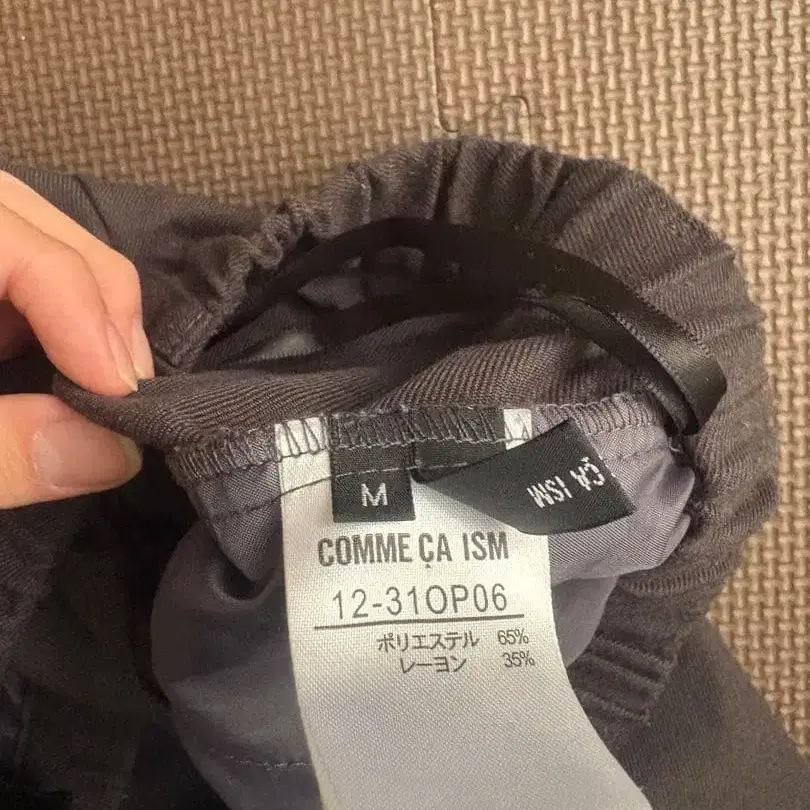 M
ÇA ISM
COMME ÇA ISM
12-31OP06
ポリエステル 65%
レーヨン 35%